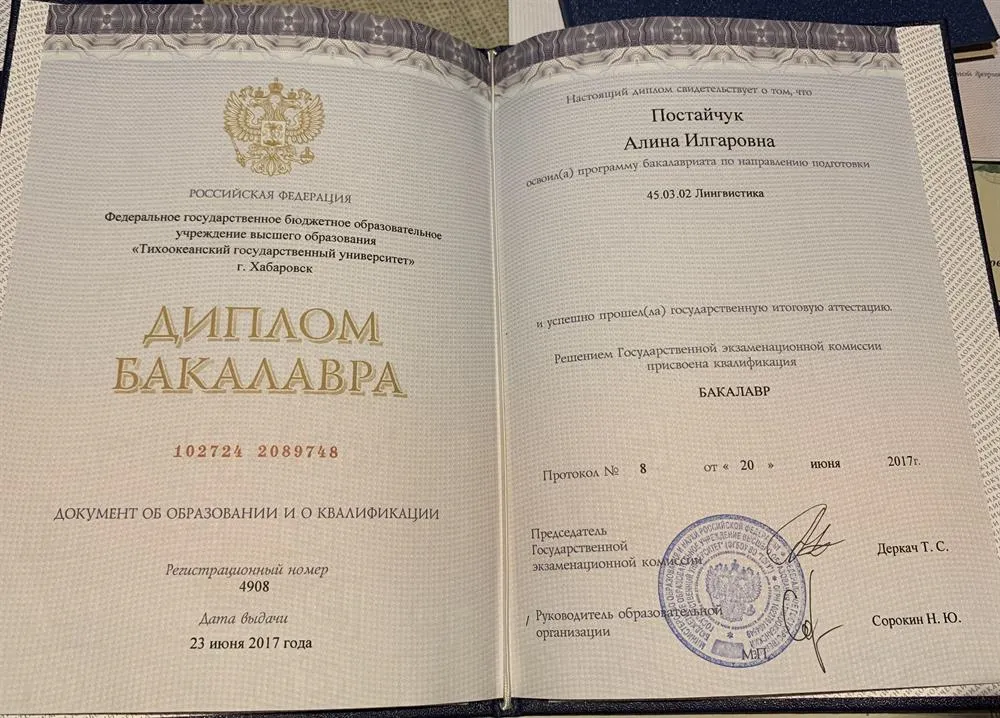 РОССИЙСКАЯ ФЕДЕРАЦИЯ
Федеральное государственное бюджетное образовательное
учреждение высшего образования
«Тихоокеанский государственный университет»
г. Хабаровск
ДИПЛОМ
БАКАЛАВРА
102724 2089748
ДОКУМЕНТ ОБ ОБРАЗОВАНИИ И О КВАЛИФИКАЦИИ
Регистрационный номер
4908
Дата выдачи
23 июня 2017 года
Настоящий диплом свидетельствует о том, что
Постайчук
Алина Илгаровна
освоил(а) программу бакалавриата по направлению подготовки
45.03.02 Лингвистика
и успешно прошел(ла) государственную итоговую аттестацию.
Решением Государственной экзаменационной комиссии
присвоена квалификация
БАКАЛАВР
Протокол № 8 от « 20 » июня 2017г.
Председатель
Государственной
экзаменационной комиссии
Деркач Т. С.
/ Руководитель образовательной
организации
Сорокин Н. Ю.
М.П.